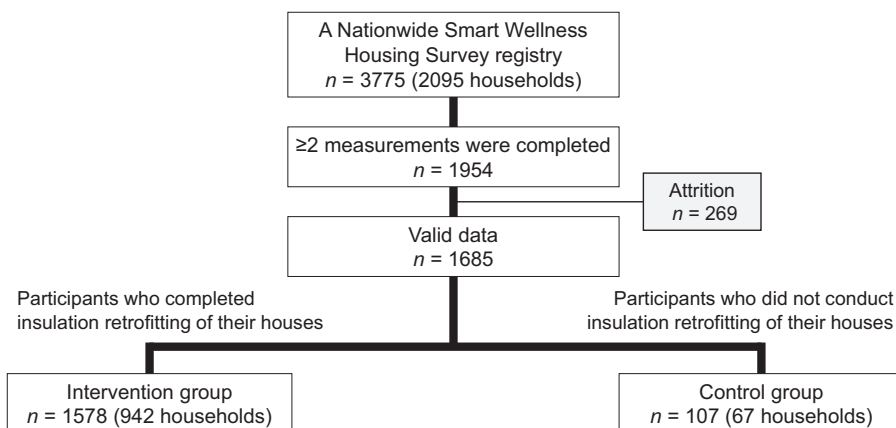 A Nationwide Smart Wellness
Housing Survey registry
n = 3775 (2095 households)
≥2 measurements were completed
n = 1954
Attrition
n = 269
Valid data
n = 1685
Participants who completed
insulation retrofitting of their houses
Participants who did not conduct
insulation retrofitting of their houses
Intervention group
n = 1578 (942 households)
Control group
n = 107 (67 households)